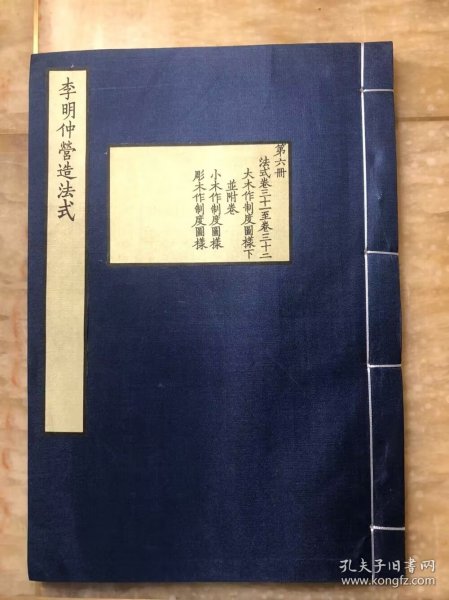 李明仲營造法式
第六冊
法式卷三十一至卷三十二
大木作制度圖樣下
並附卷
小木作制度圖樣
彫木作制度圖樣
孔夫子旧书网
www.kongfz.com